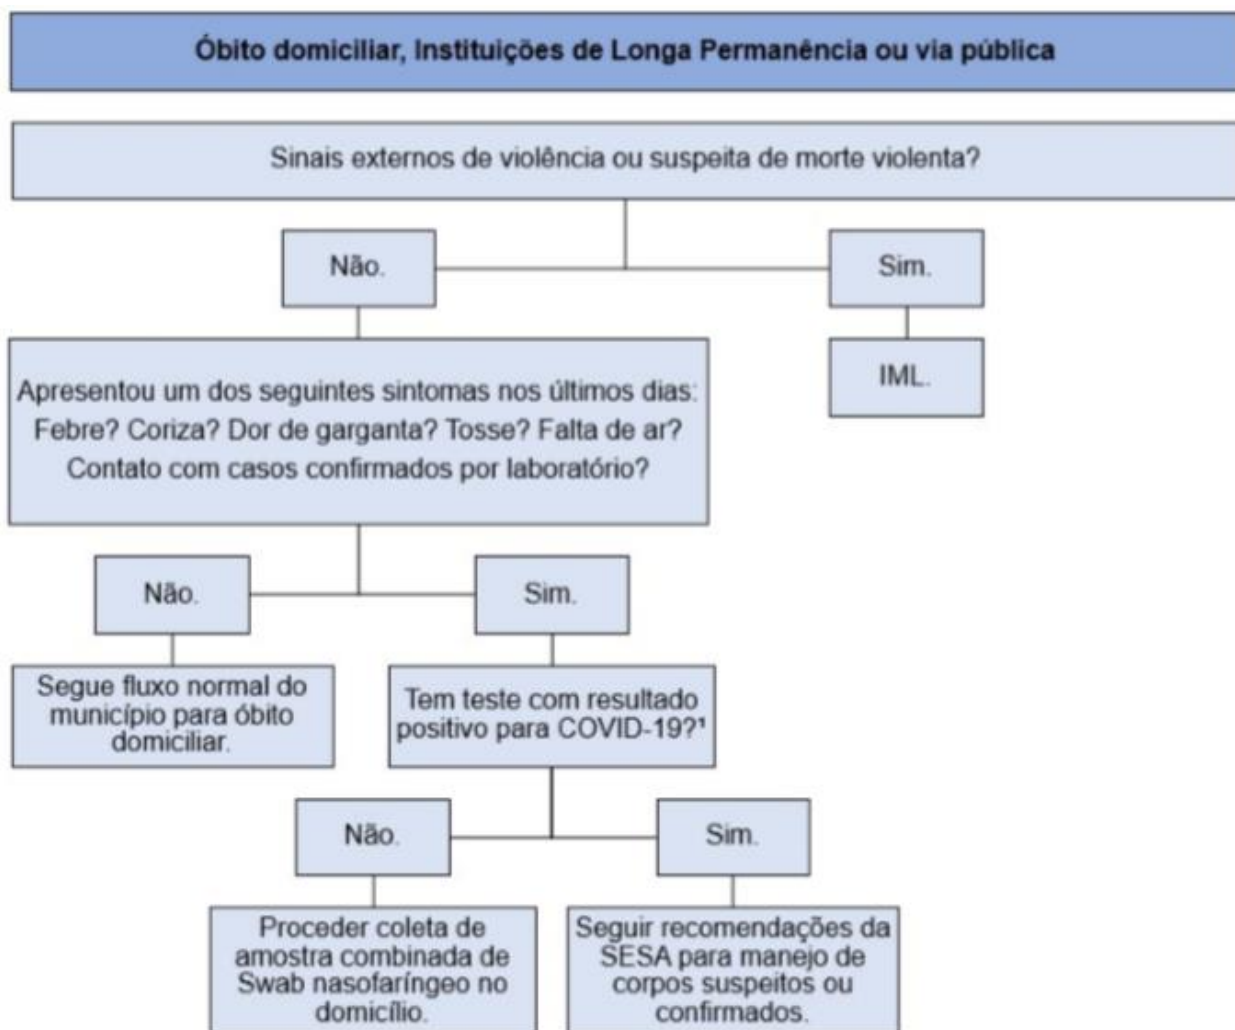 Óbito domiciliar, Instituições de Longa Permanência ou via pública
Sinais externos de violência ou suspeita de morte violenta?
Não.
Sim.
Apresentou um dos seguintes sintomas nos últimos dias:
Febre? Coriza? Dor de garganta? Tosse? Falta de ar?
Contato com casos confirmados por laboratório?
IML.
Não.
Sim.
Segue fluxo normal do
município para óbito
domiciliar.
Tem teste com resultado
positivo para COVID-19?¹
Não.
Sim.
Proceder coleta de
amostra combinada de
Swab nasofaríngeo no
domicílio.
Seguir recomendações da
SESA para manejo de
corpos suspeitos ou
confirmados.